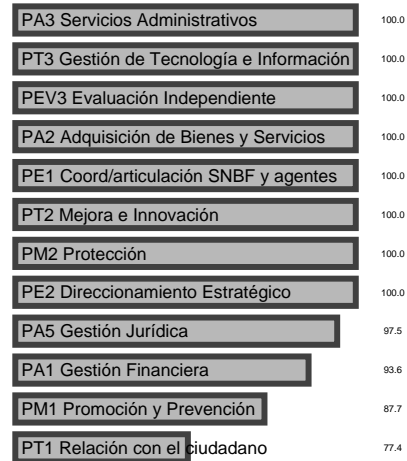 PA3 Servicios Administrativos 100.0
PT3 Gestión de Tecnología e Información 100.0
PEV3 Evaluación Independiente 100.0
PA2 Adquisición de Bienes y Servicios 100.0
PE1 Coord/articulación SNBF y agentes 100.0
PT2 Mejora e Innovación 100.0
PM2 Protección 100.0
PE2 Direccionamiento Estratégico 100.0
PA5 Gestión Jurídica 97.5
PA1 Gestión Financiera 93.6
PM1 Promoción y Prevención 87.7
PT1 Relación con el ciudadano 77.4